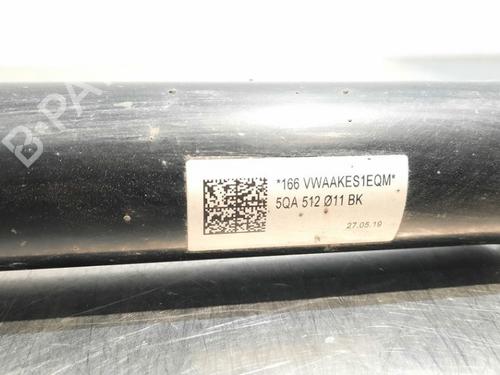 B-PA
*166 VWAAKES1EQM*
5QA 512 Ø11 BK
27.05.19